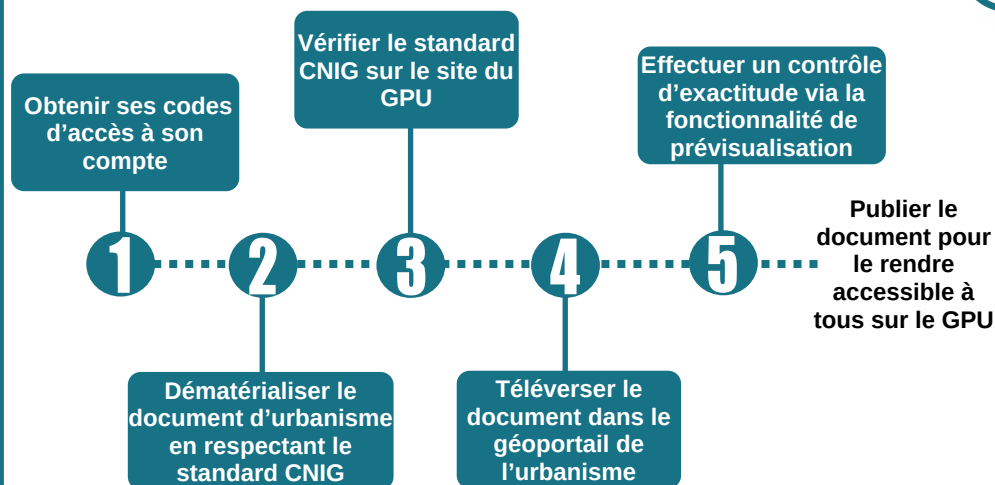 Obtenir ses codes
d’accès à son
compte
1
Dématérialiser le
document d’urbanisme
en respectant le
standard CNIG
2
Vérifier le standard
CNIG sur le site du
GPU
3
Téléverser le
document dans le
géoportail de
l’urbanisme
4
Effectuer un contrôle
d’exactitude via la
fonctionnalité de
prévisualisation
5
Publier le
document pour
le rendre
accessible à
tous sur le GPU